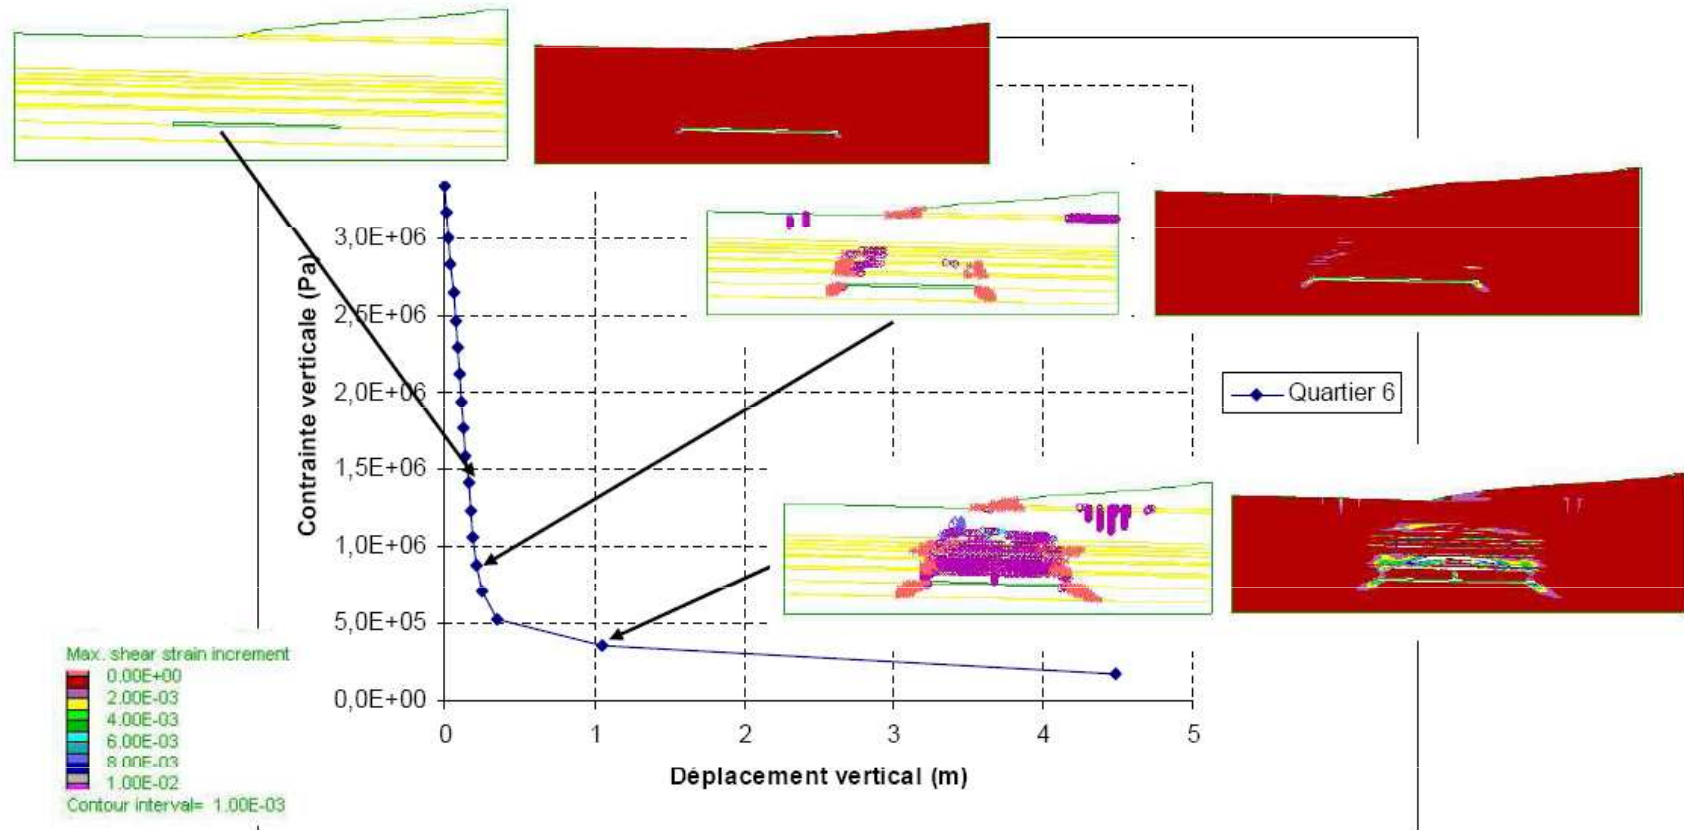 3,0E+06
2,5E+06
2,0E+06
1,5E+06
1,0E+06
5,0E+05
0,0E+00
Contrainte verticale (Pa)
0
1
2
3
4
5
Déplacement vertical (m)
Quartier 6
Max. shear strain increment
0.00E+00
2.00E-03
4.00E-03
6.00E-03
8.00E-03
1.00E-02
Contour interval= 1.00E-03